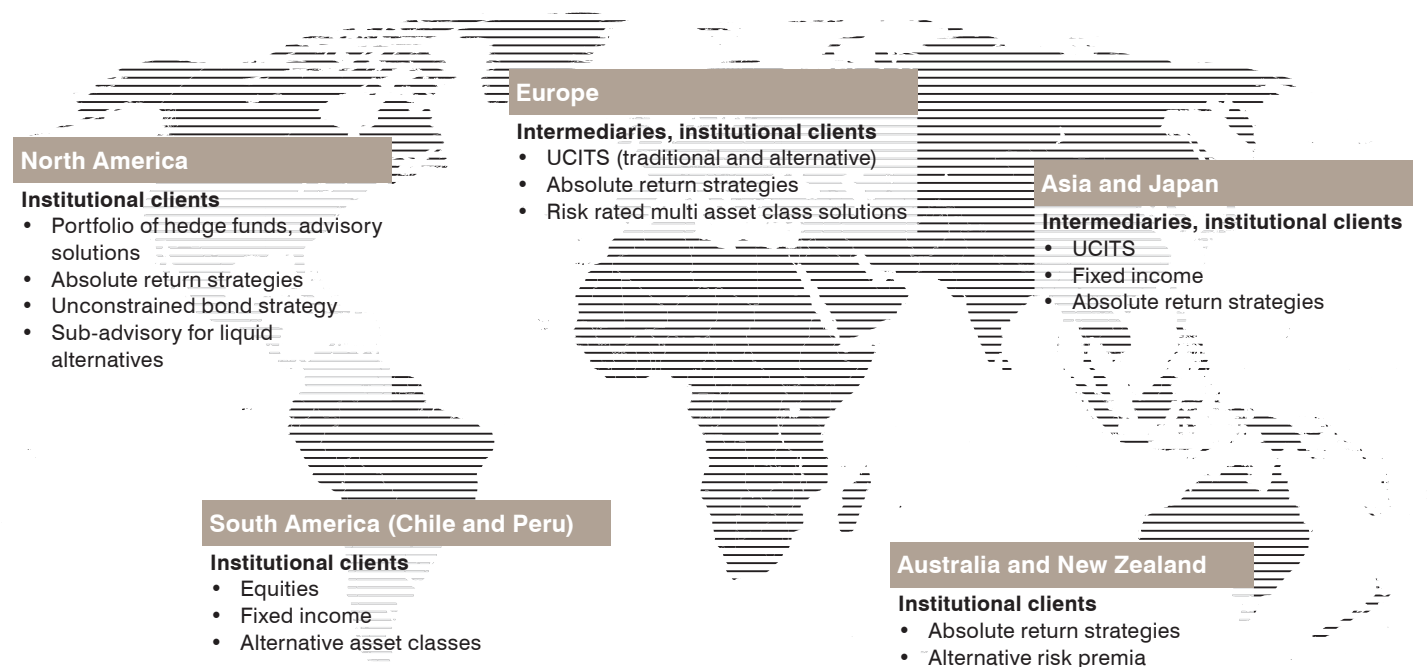 Europe
Intermediaries, institutional clients
• UCITS (traditional and alternative)
• Absolute return strategies
• Risk rated multi asset class solutions
North America
Institutional clients
• Portfolio of hedge funds, advisory
solutions
• Absolute return strategies
• Unconstrained bond strategy
• Sub-advisory for liquid
alternatives
Asia and Japan
Intermediaries, institutional clients
• UCITS
• Fixed income
• Absolute return strategies
South America (Chile and Peru)
Institutional clients
• Equities
• Fixed income
• Alternative asset classes
Australia and New Zealand
Institutional clients
• Absolute return strategies
• Alternative risk premia